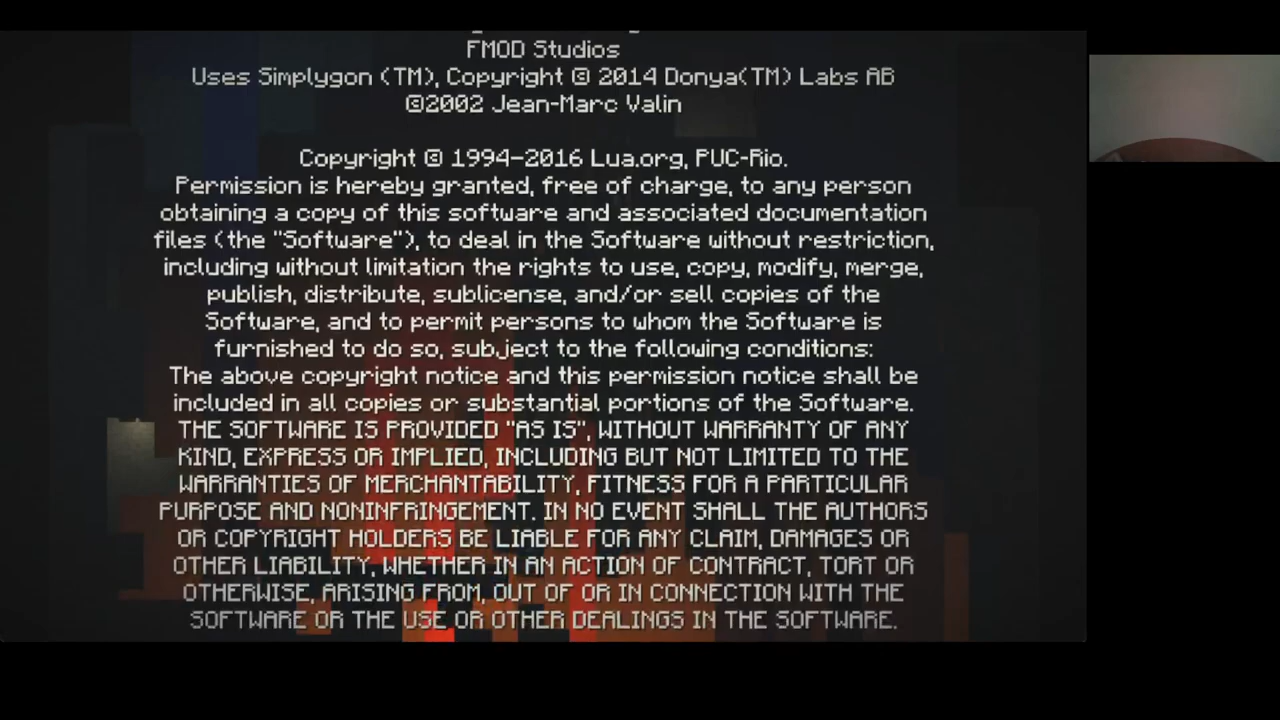 FMOD Studios
Uses Simplygon (TM), Copyright © 2014 Donya(TM) Labs AB
©2002 Jean-Marc Valin
Copyright © 1994-2016 Lua.org, PUC-Rio.
Permission is hereby granted, free of charge, to any person
obtaining a copy of this software and associated documentation
files (the "Software"), to deal in the Software without restriction,
including without limitation the rights to use, copy, modify, merge,
publish, distribute, sublicense, and/or sell copies of the
Software, and to permit persons to whom the Software is
furnished to do so, subject to the following conditions:
The above copyright notice and this permission notice shall be
included in all copies or substantial portions of the Software.
THE SOFTWARE IS PROVIDED "AS IS", WITHOUT WARRANTY OF ANY
KIND, EXPRESS OR IMPLIED, INCLUDING BUT NOT LIMITED TO THE
WARRANTIES OF MERCHANTABILITY, FITNESS FOR A PARTICULAR
PURPOSE AND NONINFRINGEMENT. IN NO EVENT SHALL THE AUTHORS
OR COPYRIGHT HOLDERS BE LIABLE FOR ANY CLAIM, DAMAGES OR
OTHER LIABILITY, WHETHER IN AN ACTION OF CONTRACT, TORT OR
OTHERWISE, ARISING FROM, OUT OF OR IN CONNECTION WITH THE
SOFTWARE OR THE USE OR OTHER DEALINGS IN THE SOFTWARE.